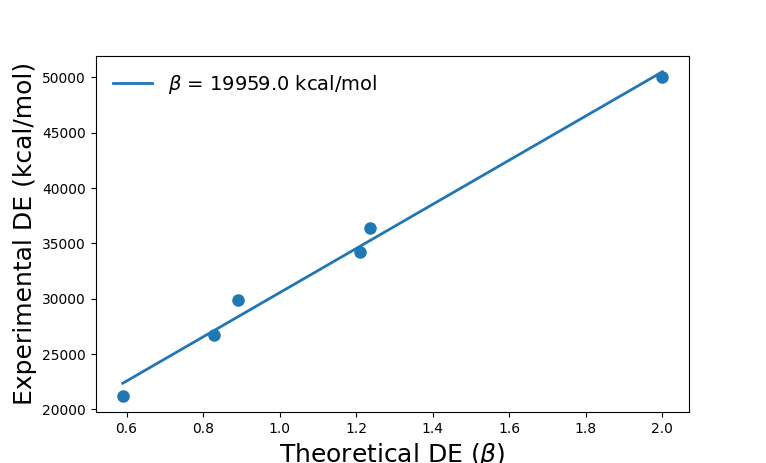 β = 19959.0 kcal/mol
Experimental DE (kcal/mol)
50000
45000
40000
35000
30000
25000
20000
0.6 0.8 1.0 1.2 1.4 1.6 1.8 2.0
Theoretical DE (β)